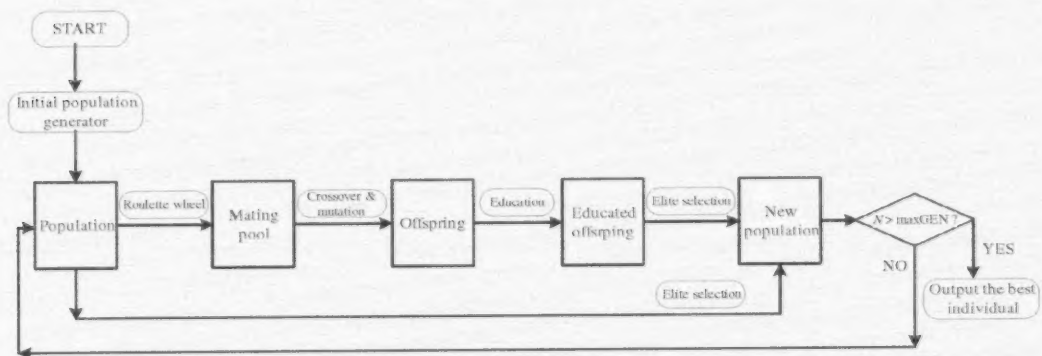 START
Initial population
generator
Population
Roulette wheel
Mating
pool
Crossover &
mutation
Offspring
Education
Educated
offsrping
Elite selection
New
population
N > maxGEN ?
YES
NO
Elite selection
Output the best
individual